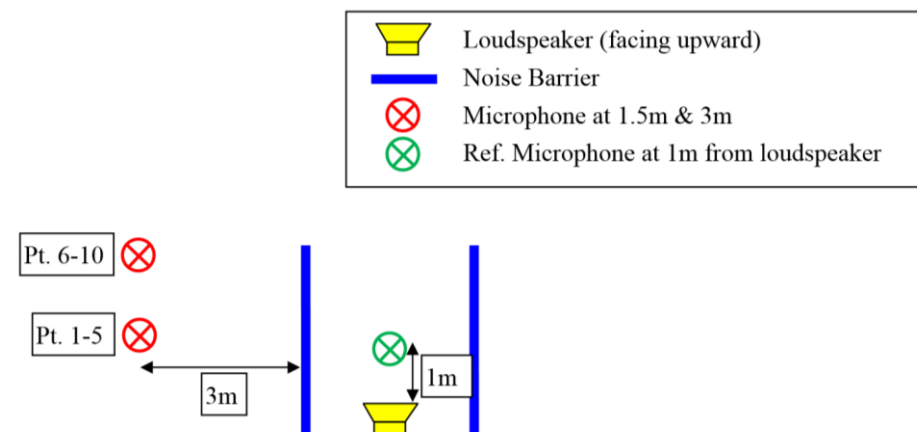 Loudspeaker (facing upward)
Noise Barrier
Microphone at 1.5m & 3m
Ref. Microphone at 1m from loudspeaker
Pt. 6-10
Pt. 1-5
3m
1m